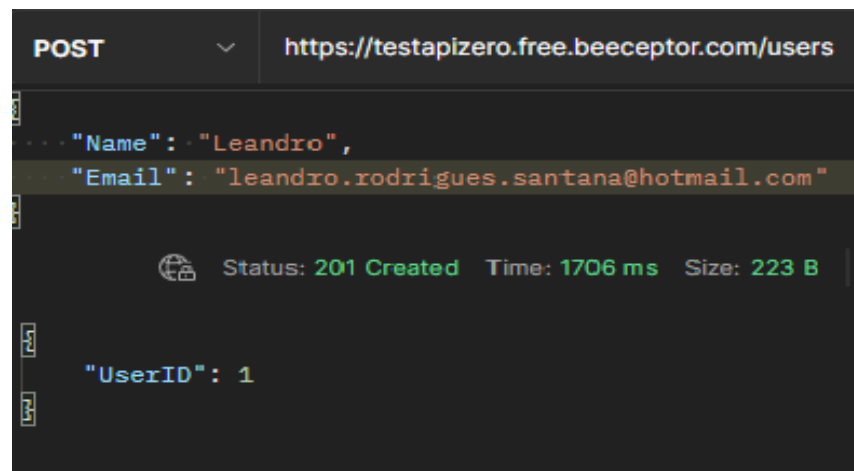 POST https://testapizero.free.beeceptor.com/users
{
"Name": "Leandro",
"Email": "leandro.rodrigues.santana@hotmail.com"
}
Status: 201 Created Time: 1706 ms Size: 223 B
{
"UserID": 1
}